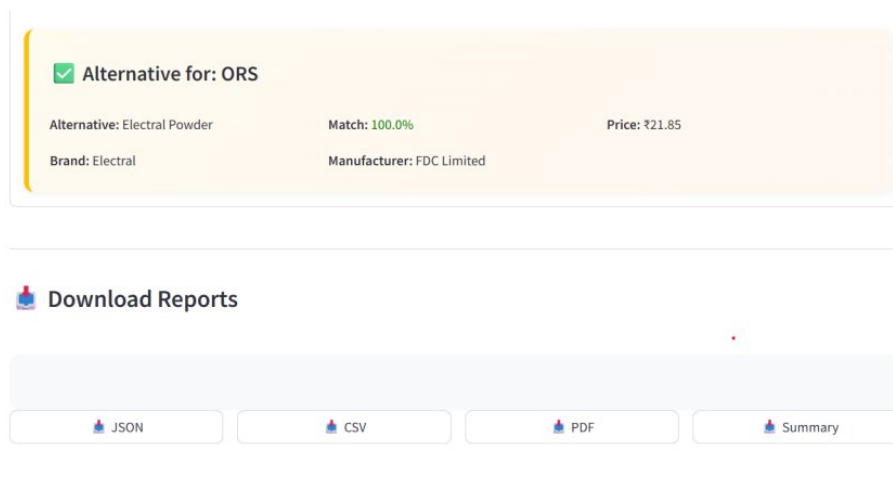 Alternative for: ORS
Alternative: Electral Powder Match: 100.0% Price: ₹21.85
Brand: Electral Manufacturer: FDC Limited
Download Reports
JSON CSV PDF Summary